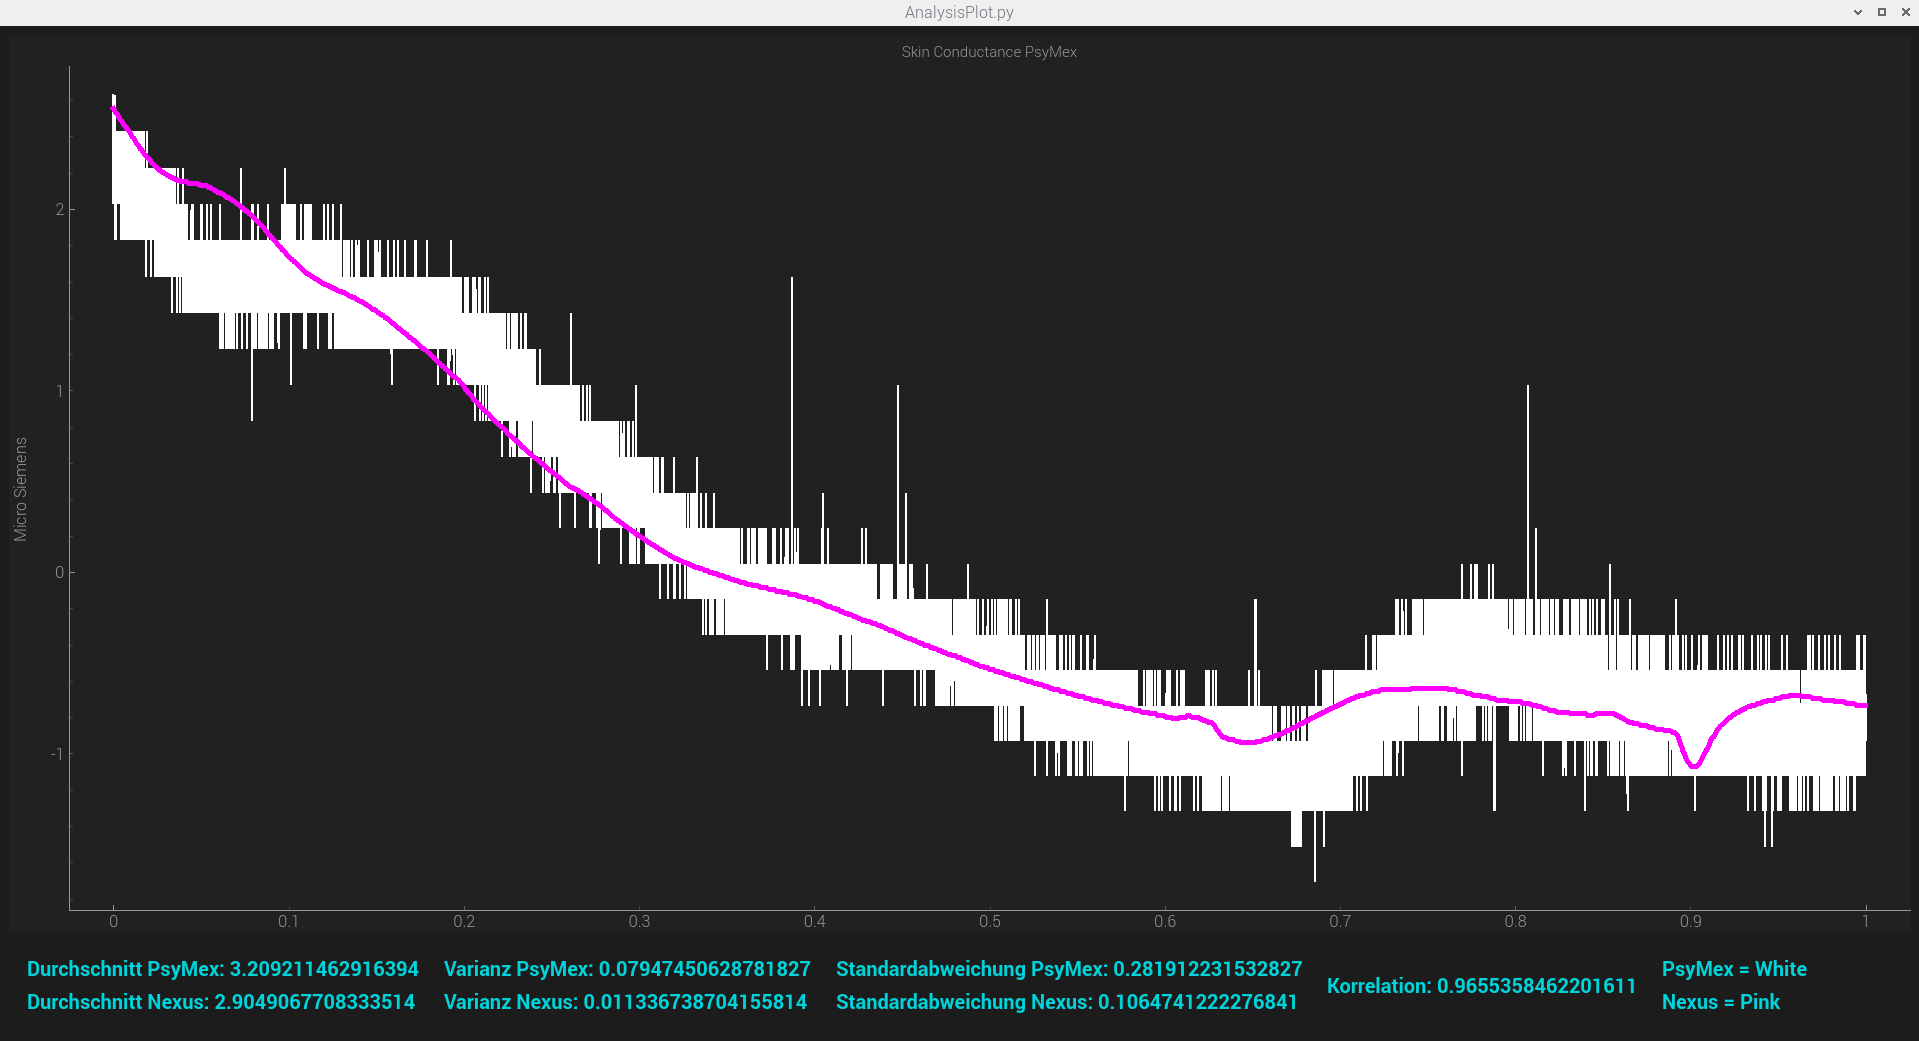 AnalysisPlot.py
Skin Conductance PsyMex
Micro Siemens
2
1
0
-1
0 0.1 0.2 0.3 0.4 0.5 0.6 0.7 0.8 0.9 1
Durchschnitt PsyMex: 3.209211462916394 Varianz PsyMex: 0.07947450628781827 Standardabweichung PsyMex: 0.281912231532827 PsyMex = White
Korrelation: 0.9655358462201611
Durchschnitt Nexus: 2.9049067708333514 Varianz Nexus: 0.011336738704155814 Standardabweichung Nexus: 0.1064741222276841 Nexus = Pink